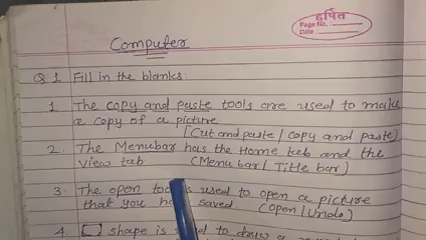 हर्षित
Page No.
Date
Computer
Q 1 Fill in the blanks.
1 The copy and paste tools are used to make
a copy of a picture
[Cut and paste / copy and paste)
2. The Menubar has the Home tab and the
view tab (Menu bar / Title bar)
3. The open is used to open a picture
that you saved (Open / Undo)
4. shape is to draw a